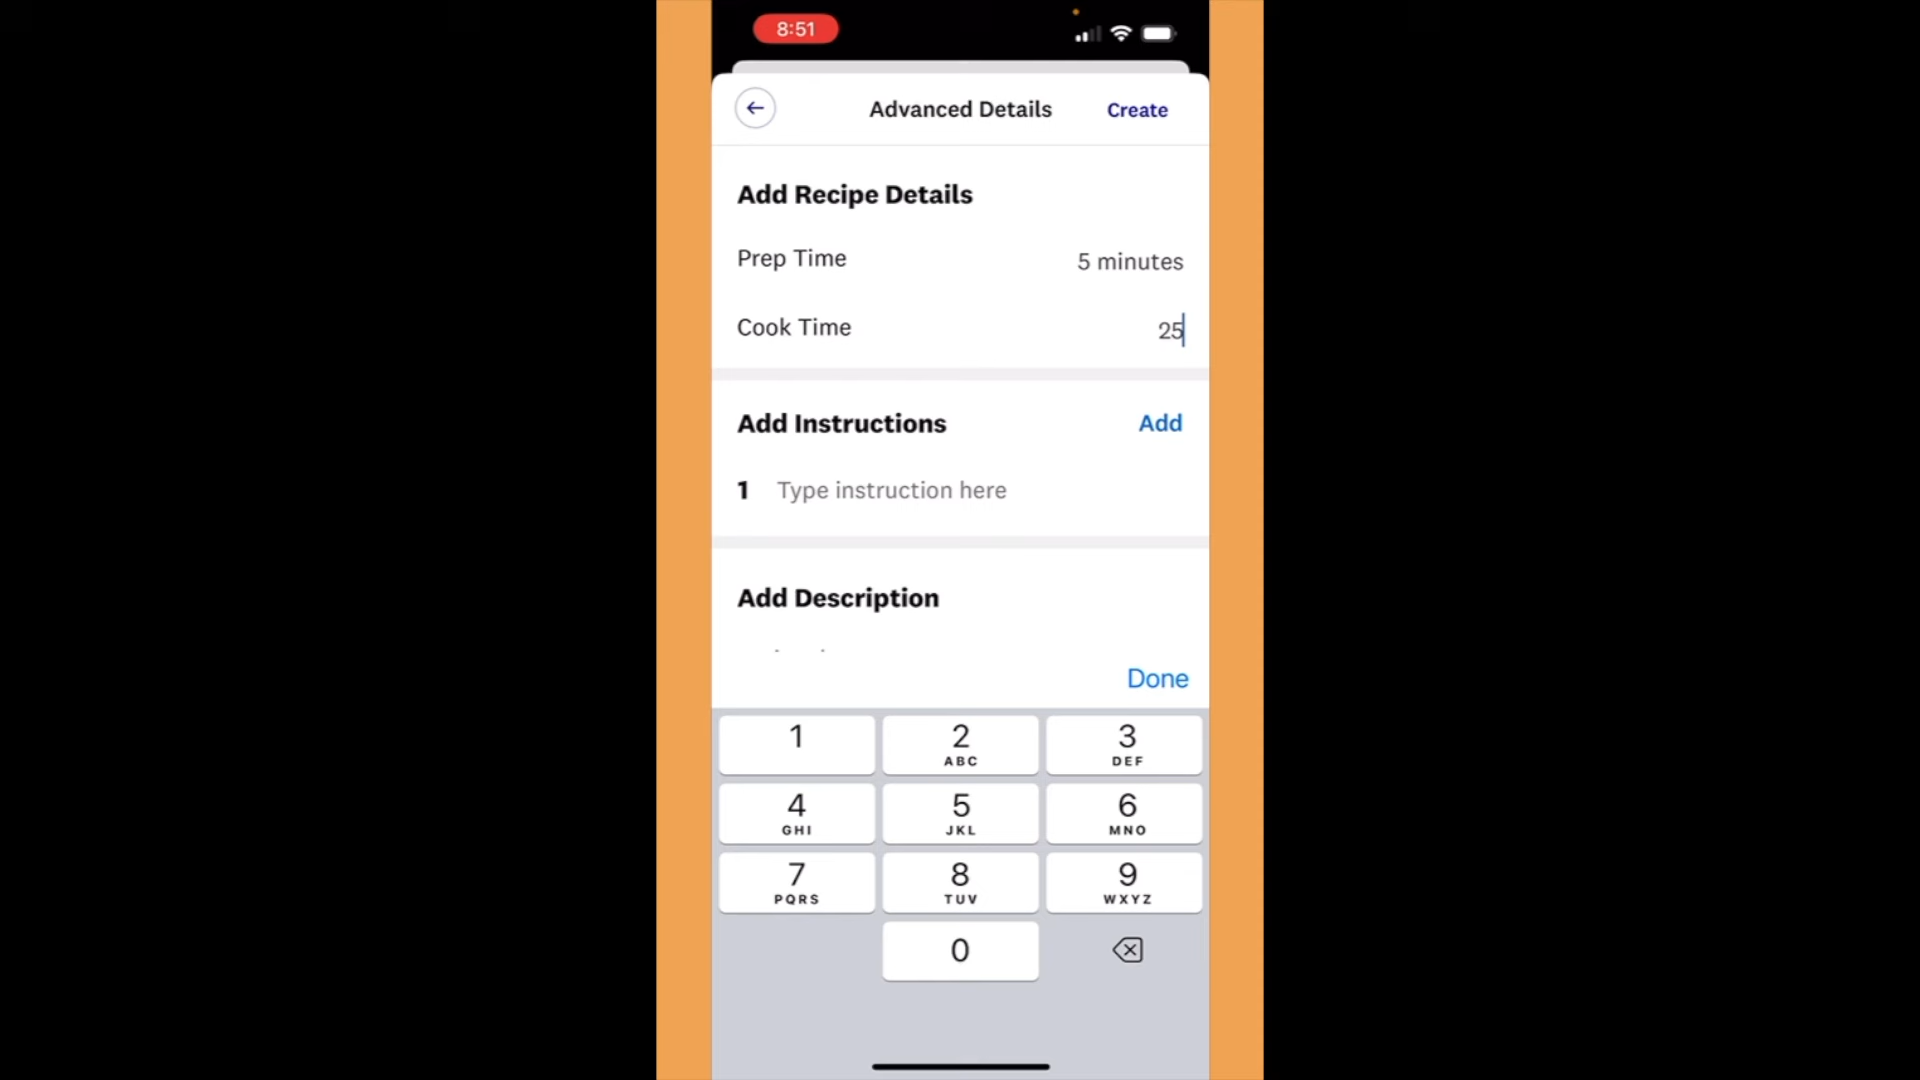 8:51
Advanced Details
Create
Add Recipe Details
Prep Time
5 minutes
Cook Time
25
Add Instructions
Add
1 Type instruction here
Add Description
Done
1
2
ABC
3
DEF
4
GHI
5
JKL
6
MNO
7
PQRS
8
TUV
9
WXYZ
0